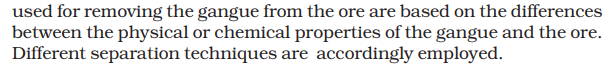 used for removing the gangue from the ore are based on the differences
between the physical or chemical properties of the gangue and the ore.
Different separation techniques are accordingly employed.